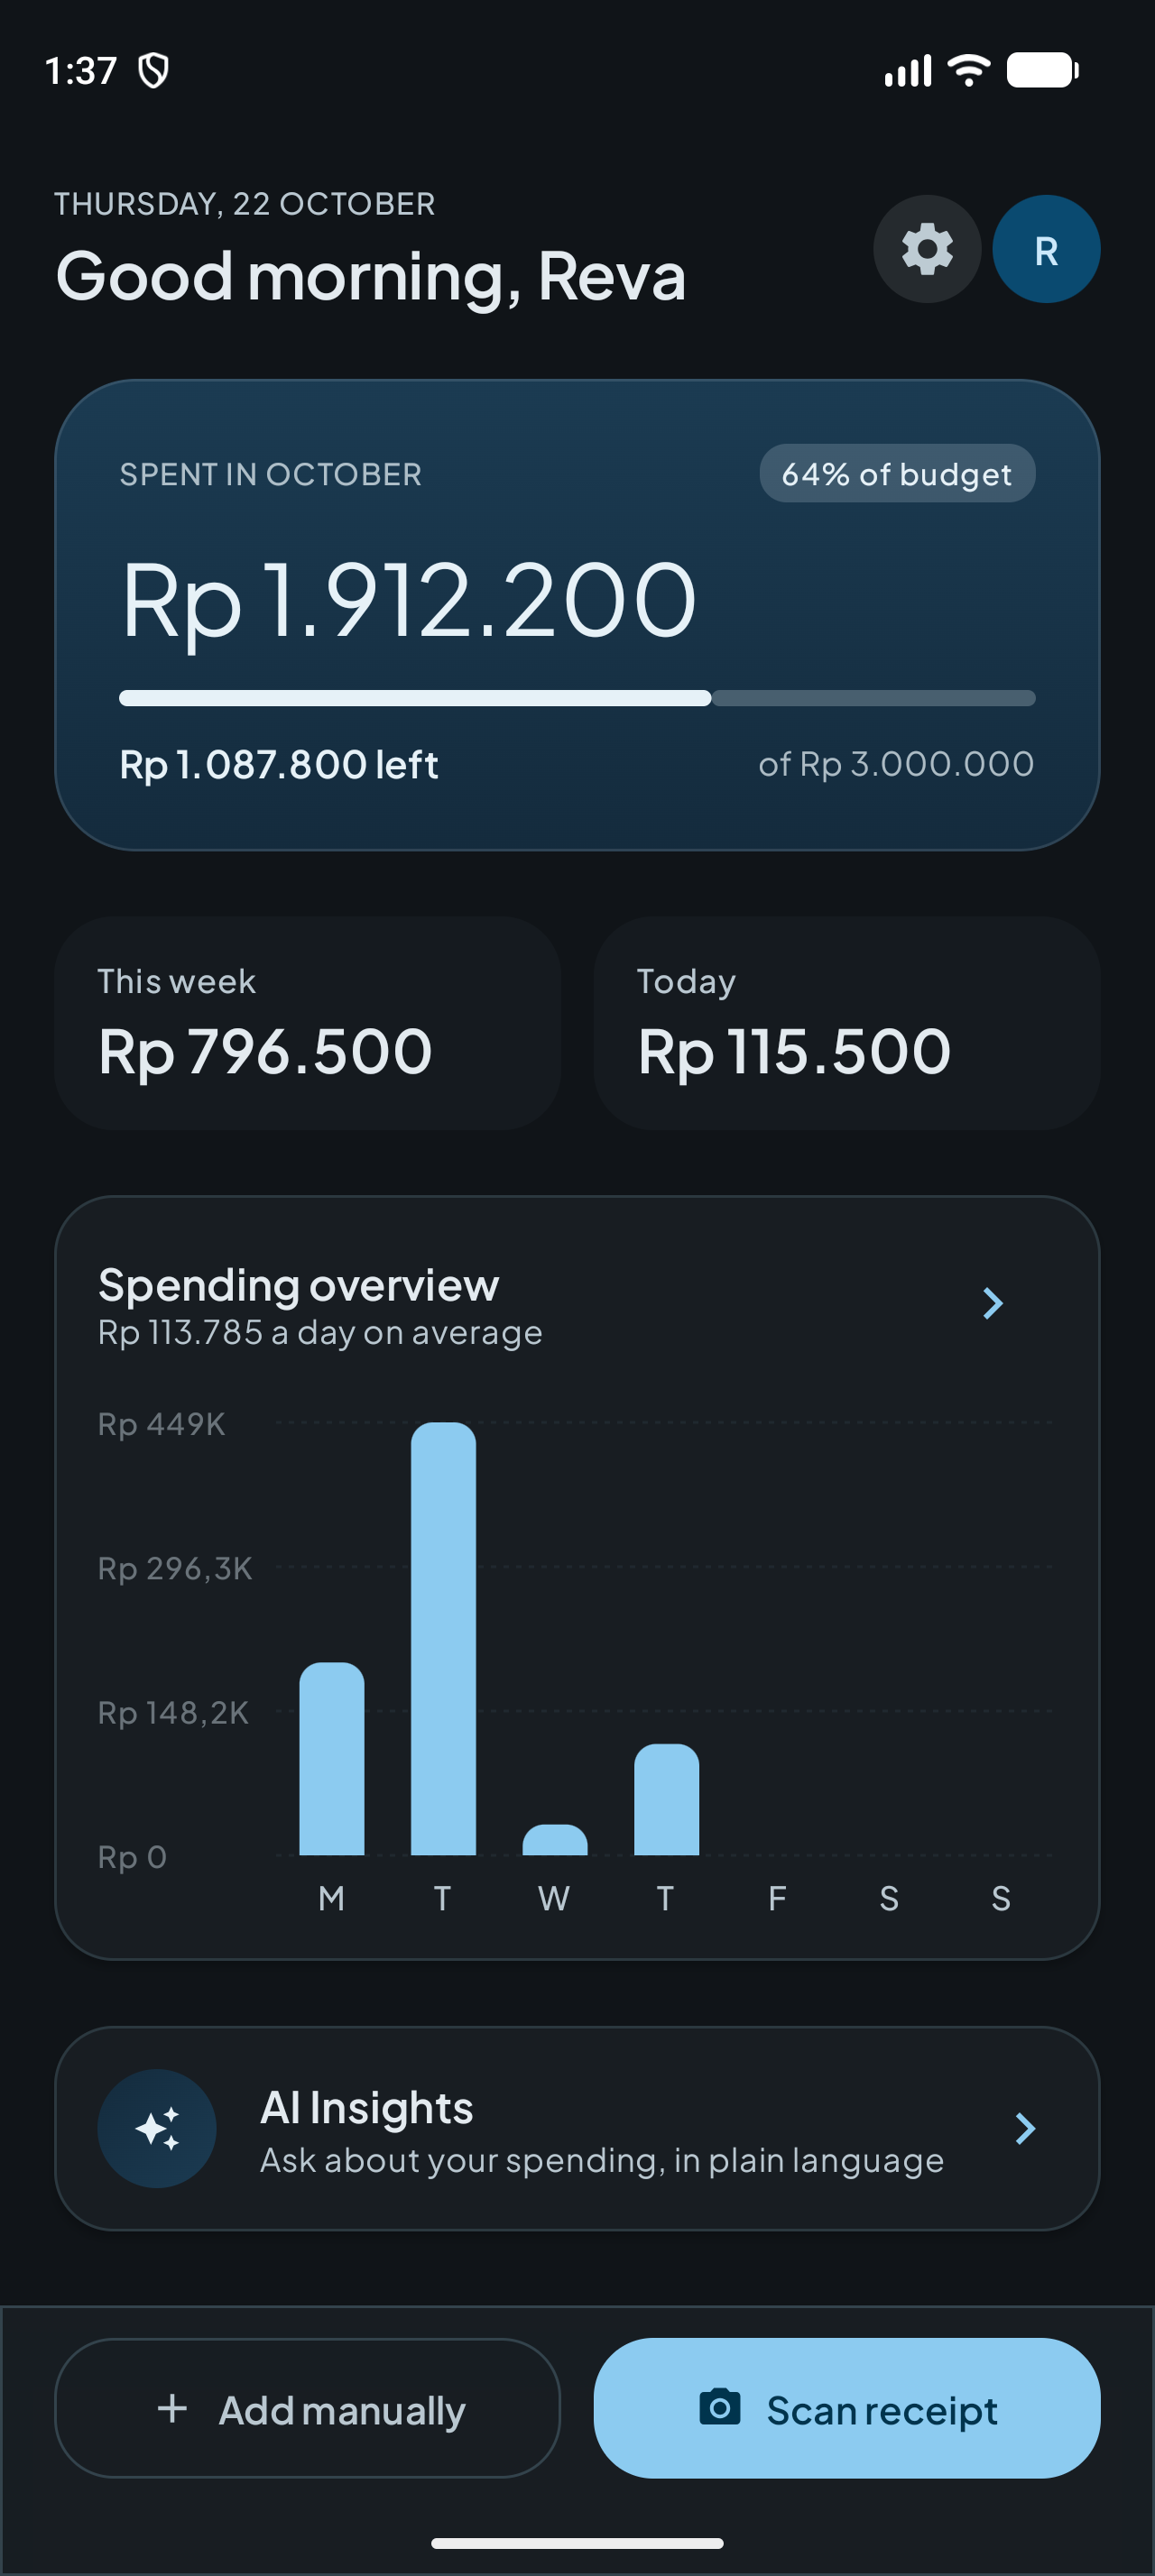 1:37
THURSDAY, 22 OCTOBER
Good morning, Reva
R
SPENT IN OCTOBER
64% of budget
Rp 1.912.200
Rp 1.087.800 left
of Rp 3.000.000
This week
Rp 796.500
Today
Rp 115.500
Spending overview
Rp 113.785 a day on average
Rp 449K
Rp 296,3K
Rp 148,2K
Rp 0
M T W T F S S
AI Insights
Ask about your spending, in plain language
Add manually
Scan receipt